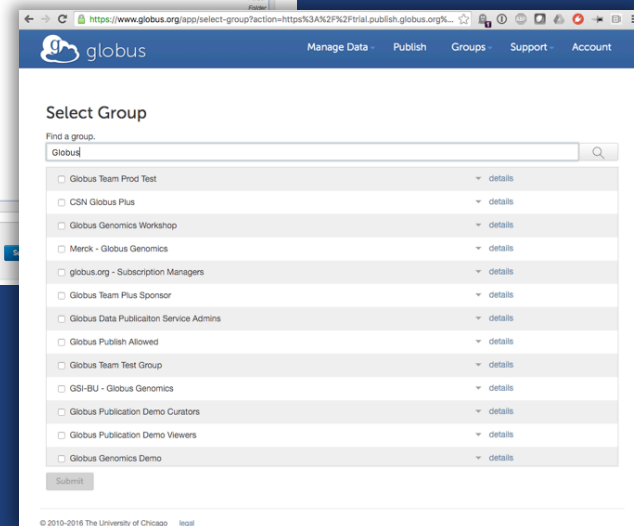 Folder
https://www.globus.org/app/select-group?action=https%3A%2F%2Ftrial.publish.globus.org%...
globus
Manage Data Publish Groups Support Account
Select Group
Find a group.
Globus
Globus Team Prod Test details
CSN Globus Plus details
Globus Genomics Workshop details
Merck - Globus Genomics details
globus.org - Subscription Managers details
Globus Team Plus Sponsor details
Globus Data Publicaiton Service Admins details
Globus Publish Allowed details
Globus Team Test Group details
GSI-BU - Globus Genomics details
Globus Publication Demo Curators details
Globus Publication Demo Viewers details
Globus Genomics Demo details
Submit
© 2010-2016 The University of Chicago legal